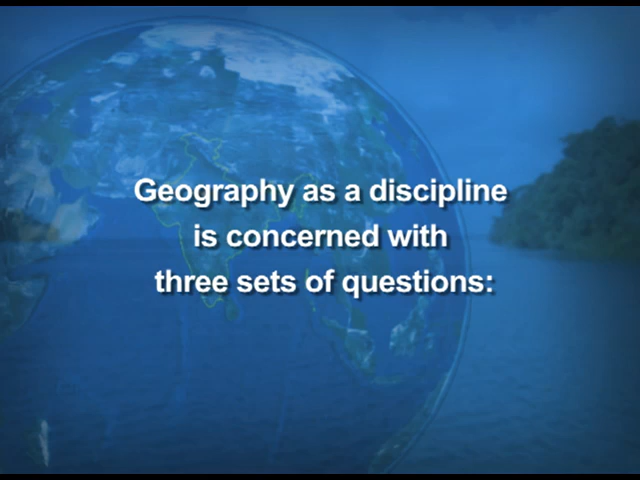 Geography as a discipline
is concerned with
three sets of questions: